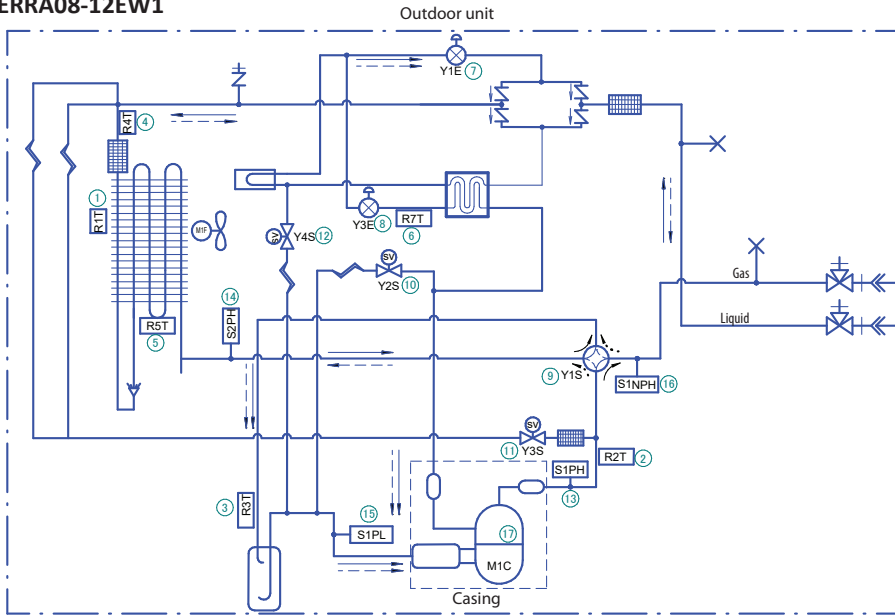 ERRA08-12EW1
Outdoor unit
Y1E 7
R4T 4
1
R1T
M1F
R7T
Y3E 8
6
SV Y4S 12
SV
Y2S 10
Gas
Liquid
14
S2PH
R5T
5
9 Y1S
S1NPH 16
SV
11 Y3S
R2T 2
S1PH
13
3
R3T
15
S1PL
17
M1C
Casing